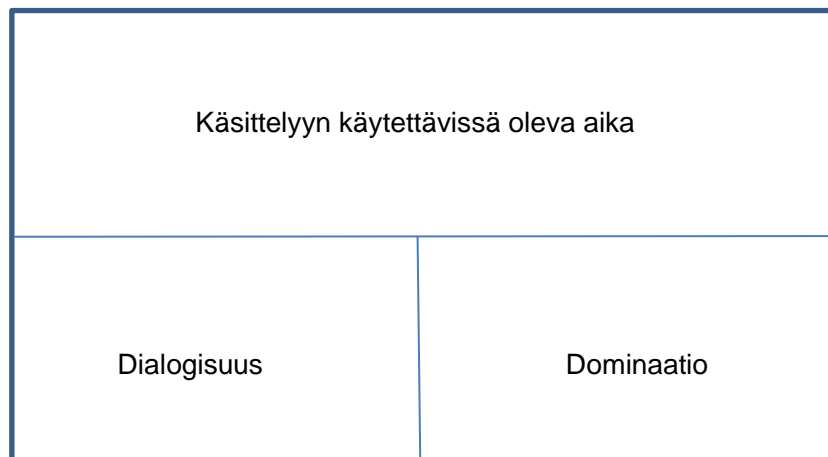 Käsittelyyn käytettävissä oleva aika
Dialogisuus
Dominaatio